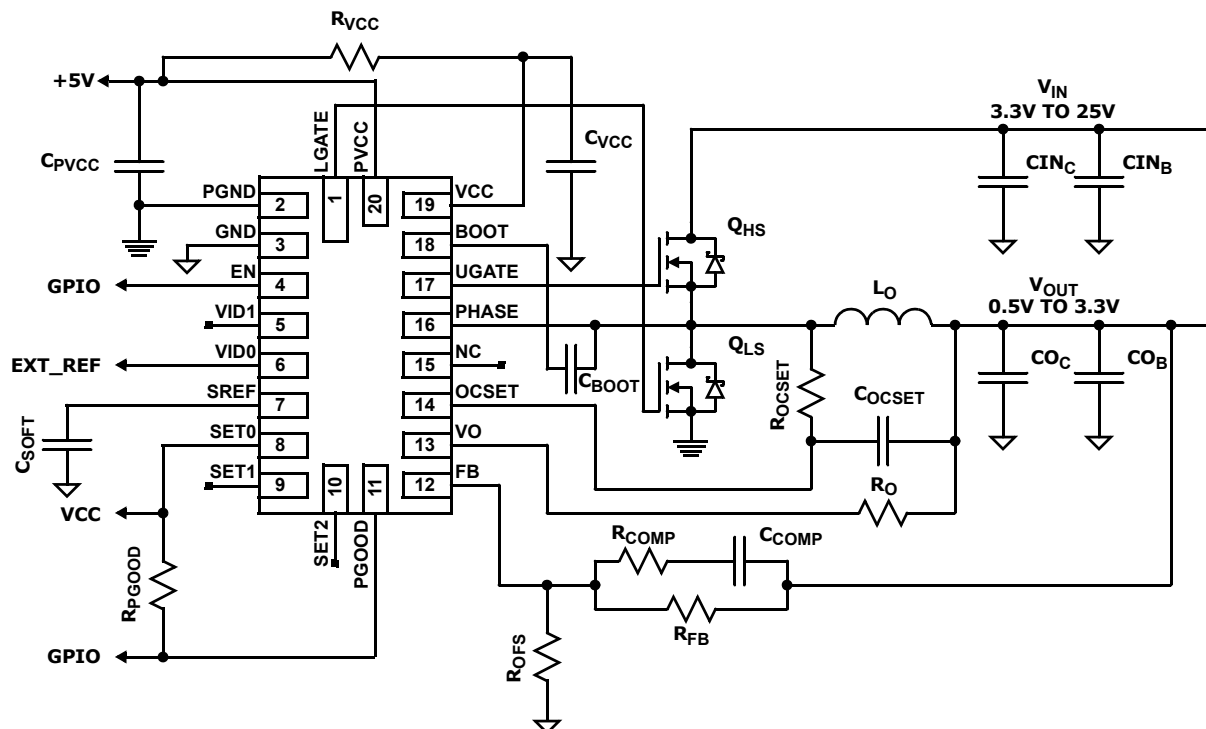 RVCC
+5V
LGATE
PVCC
CVCC
VIN
3.3V TO 25V
CPVCC
CINC
CINB
PGND
2
1
20
19
VCC
GND
3
18
BOOT
QHS
GPIO
EN
4
17
UGATE
VID1
5
16
PHASE
LO
VOUT
0.5V TO 3.3V
EXT_REF
VID0
6
15
NC
CBOOT
QLS
COC
COB
SREF
7
14
OCSET
ROCSET
COCSET
CSOFT
SET0
8
13
VO
SET1
9
10
11
12
FB
RO
VCC
SET2
PGOOD
RCOMP
CCOMP
RPGOOD
RFB
GPIO
ROFS